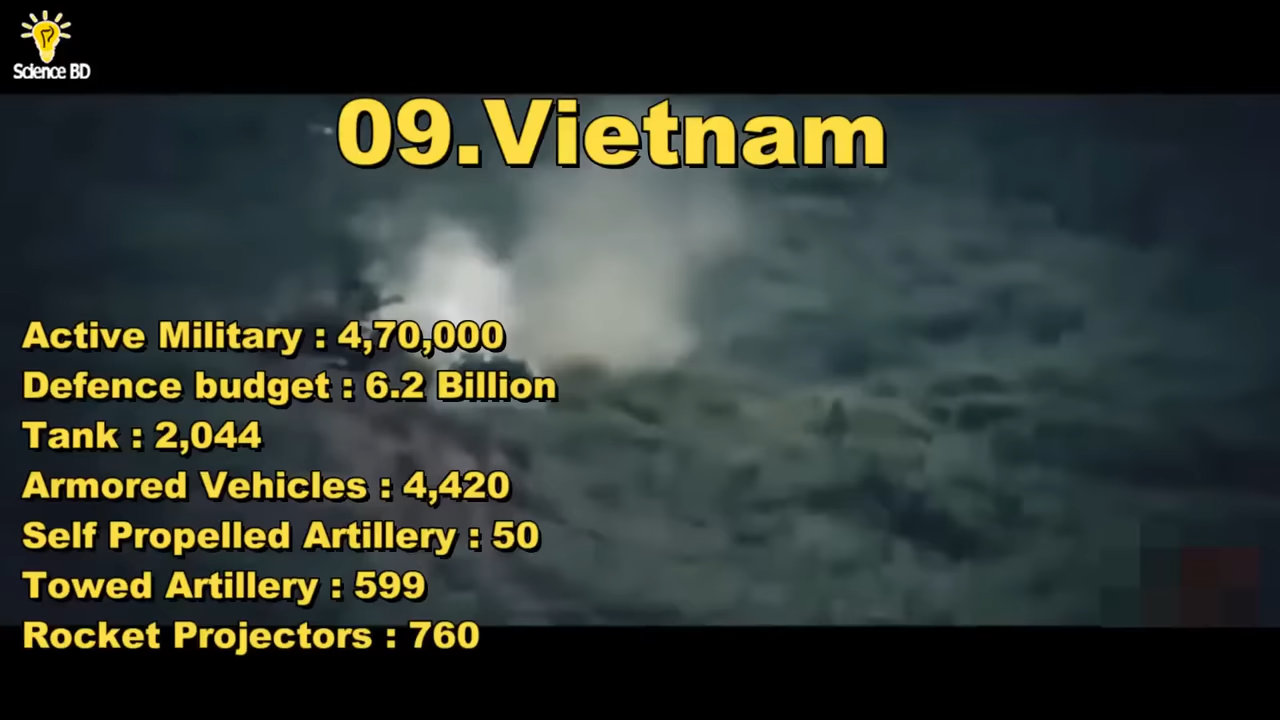 Science BD
09.Vietnam
Active Military : 4,70,000
Defence budget : 6.2 Billion
Tank : 2,044
Armored Vehicles : 4,420
Self Propelled Artillery : 50
Towed Artillery : 599
Rocket Projectors : 760